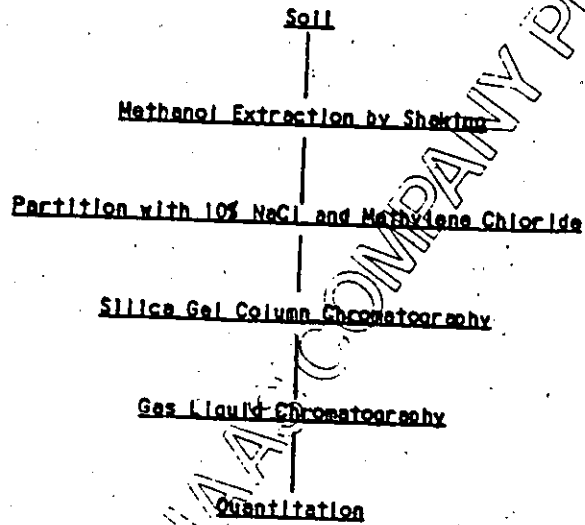 Soil
Methanol Extraction by Shaking
Partition with 10% NaCl and Methylene Chloride
Silica Gel Column Chromatography
Gas Liquid Chromatography
Quantitation
COMPANY